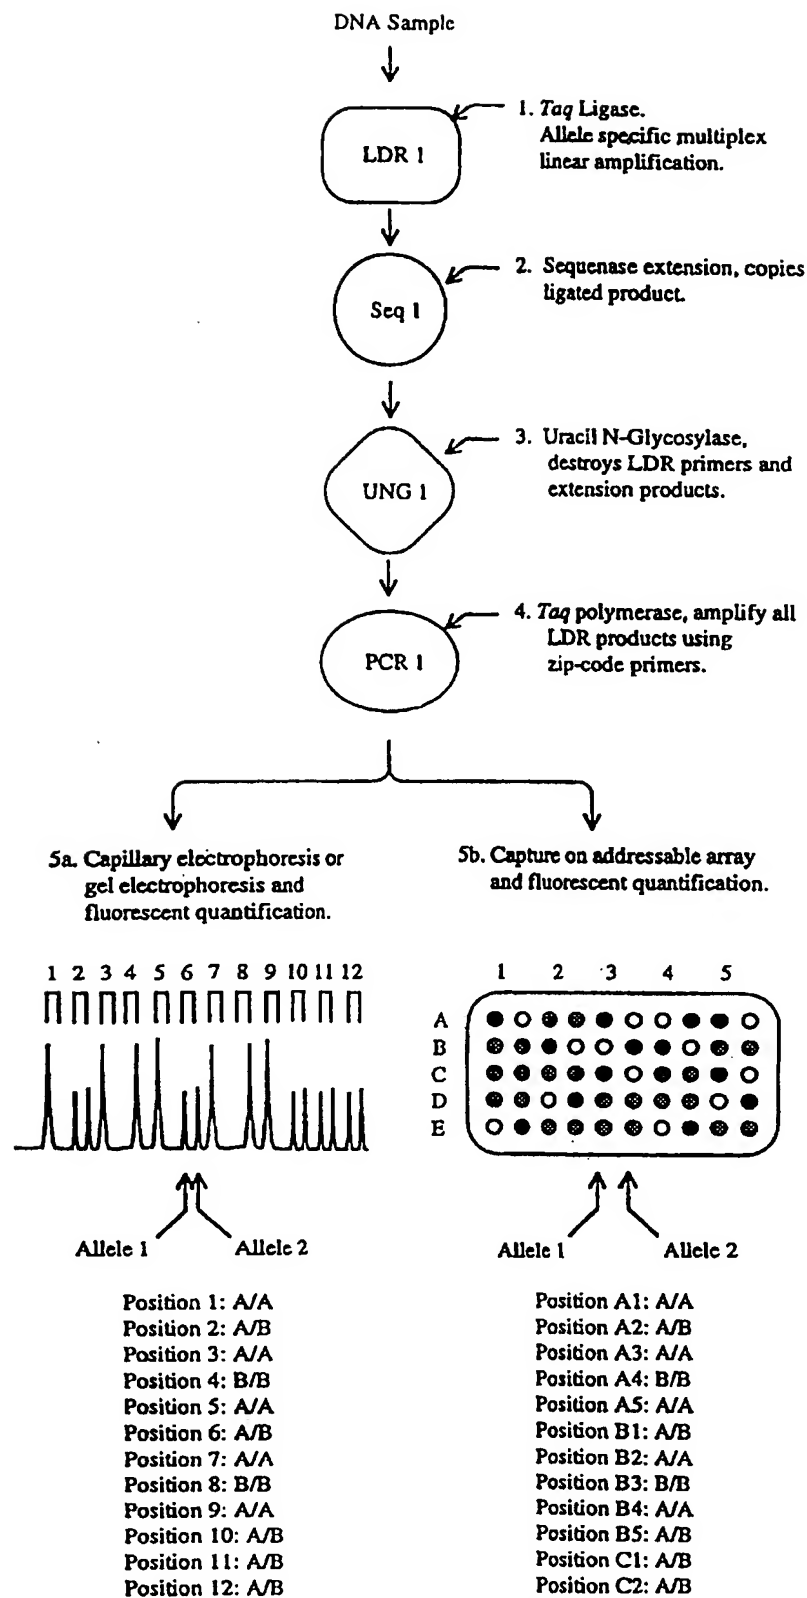 DNA Sample
LDR 1
1. Taq Ligase.
Allele specific multiplex
linear amplification.
Seq 1
2. Sequenase extension, copies
ligated product.
UNG 1
3. Uracil N-Glycosylase,
destroys LDR primers and
extension products.
PCR 1
4. Taq polymerase, amplify all
LDR products using
zip-code primers.
5a. Capillary electrophoresis or
gel electrophoresis and
fluorescent quantification.
1 2 3 4 5 6 7 8 9 10 11 12
Allele 1
Allele 2
Position 1: A/A
Position 2: A/B
Position 3: A/A
Position 4: B/B
Position 5: A/A
Position 6: A/B
Position 7: A/A
Position 8: B/B
Position 9: A/A
Position 10: A/B
Position 11: A/B
Position 12: A/B
5b. Capture on addressable array
and fluorescent quantification.
1 2 3 4 5
A
B
C
D
E
Allele 1
Allele 2
Position A1: A/A
Position A2: A/B
Position A3: A/A
Position A4: B/B
Position A5: A/A
Position B1: A/B
Position B2: A/A
Position B3: B/B
Position B4: A/A
Position B5: A/B
Position C1: A/B
Position C2: A/B